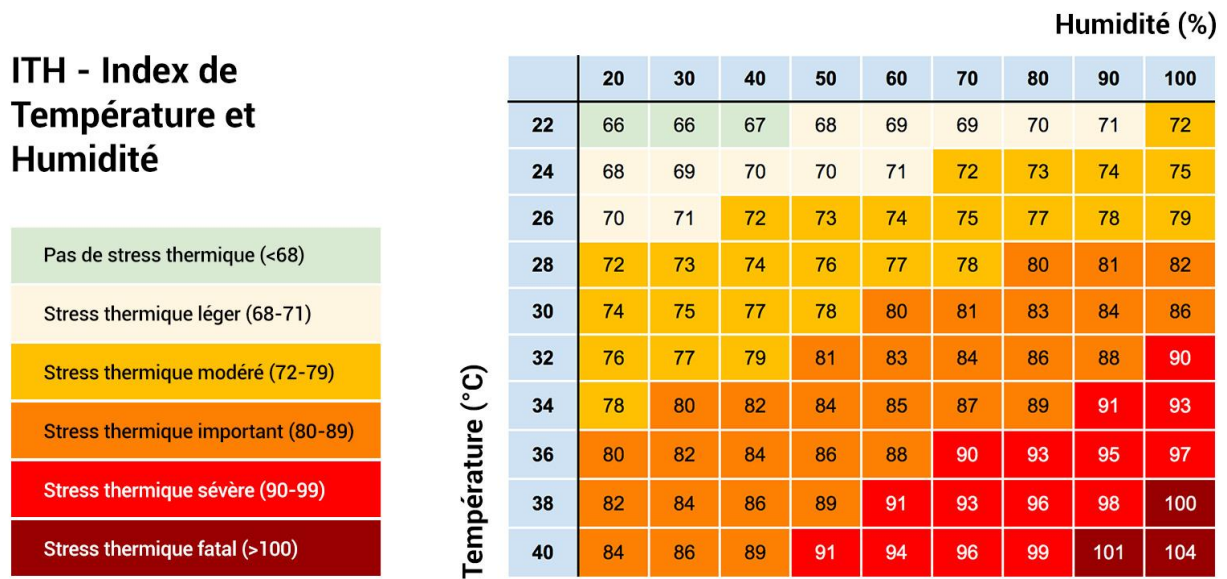 ITH - Index de
Température et
Humidité
Pas de stress thermique (<68)
Stress thermique léger (68-71)
Stress thermique modéré (72-79)
Stress thermique important (80-89)
Stress thermique sévère (90-99)
Stress thermique fatal (>100)
Humidité (%)
Température (°C)
20 30 40 50 60 70 80 90 100
22 66 66 67 68 69 69 70 71 72
24 68 69 70 70 71 72 73 74 75
26 70 71 72 73 74 75 77 78 79
28 72 73 74 76 77 78 80 81 82
30 74 75 77 78 80 81 83 84 86
32 76 77 79 81 83 84 86 88 90
34 78 80 82 84 85 87 89 91 93
36 80 82 84 86 88 90 93 95 97
38 82 84 86 89 91 93 96 98 100
40 84 86 89 91 94 96 99 101 104